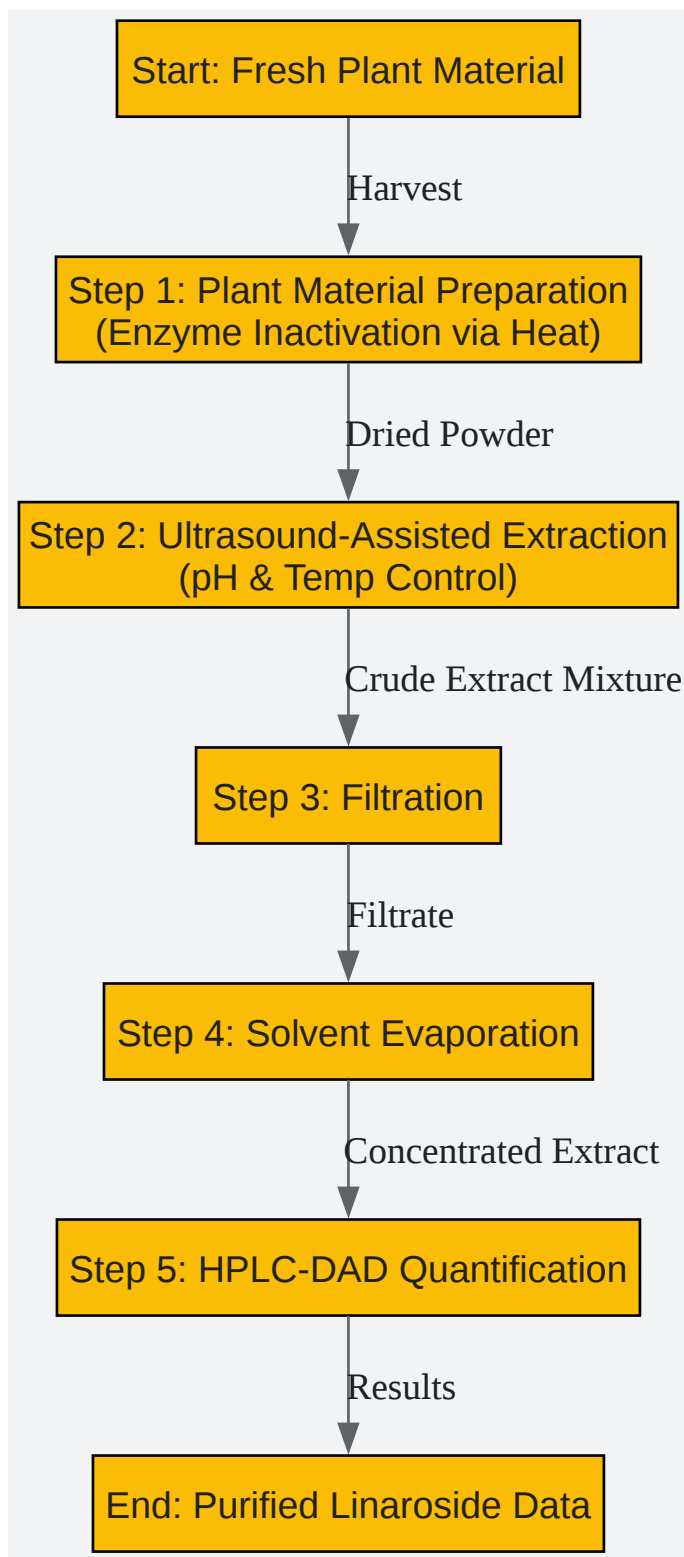 Start: Fresh Plant Material
Harvest
Step 1: Plant Material Preparation
(Enzyme Inactivation via Heat)
Dried Powder
Step 2: Ultrasound-Assisted Extraction
(pH & Temp Control)
Crude Extract Mixture
Step 3: Filtration
Filtrate
Step 4: Solvent Evaporation
Concentrated Extract
Step 5: HPLC-DAD Quantification
Results
End: Purified Linaroside Data